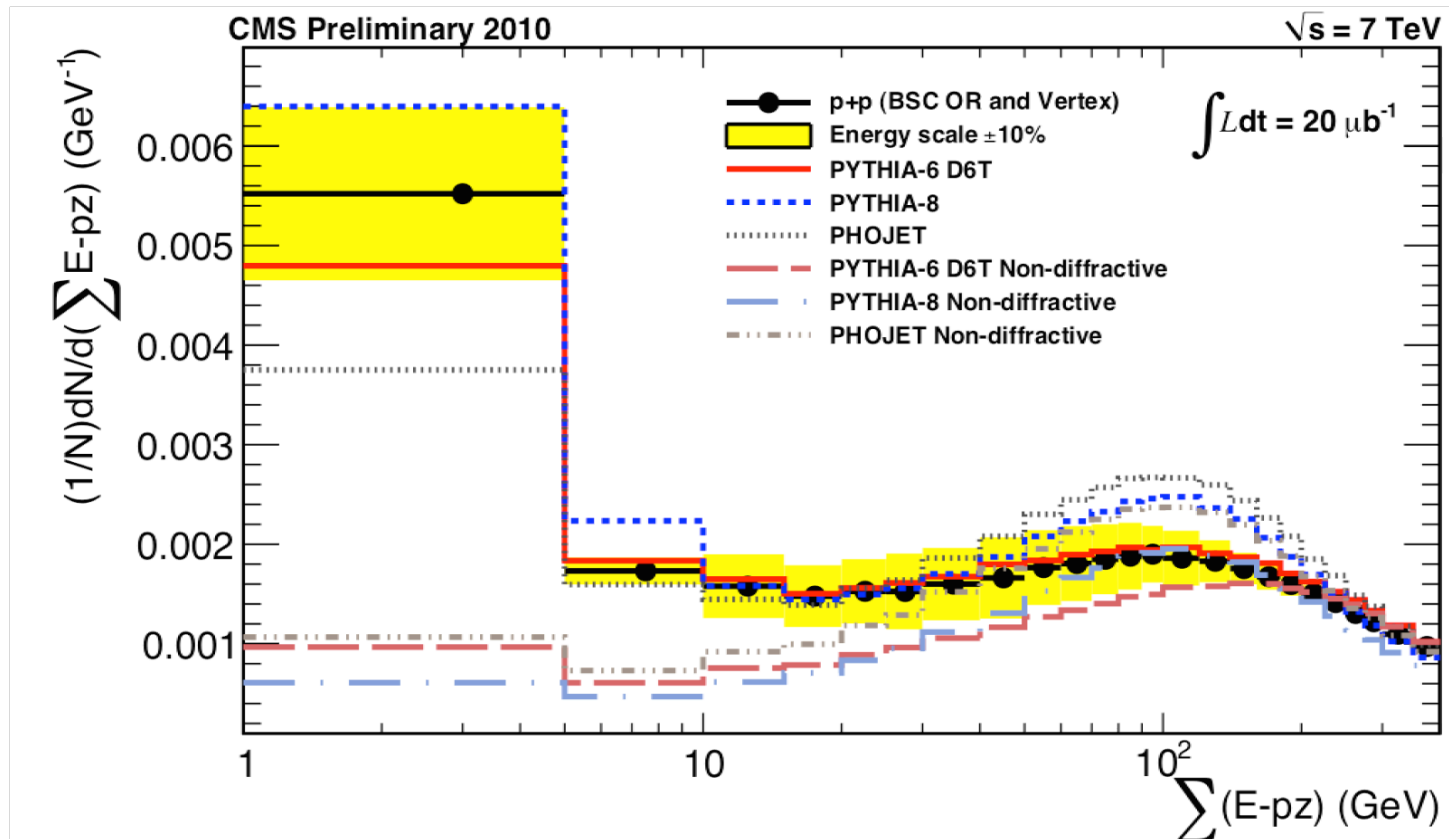 CMS Preliminary 2010
√s = 7 TeV
(1/N)dN/d(∑E-pz) (GeV⁻¹)
0.006
0.005
0.004
0.003
0.002
0.001
p+p (BSC OR and Vertex)
Energy scale ±10%
PYTHIA-6 D6T
PYTHIA-8
PHOJET
PYTHIA-6 D6T Non-diffractive
PYTHIA-8 Non-diffractive
PHOJET Non-diffractive
∫Ldt = 20 μb⁻¹
1
10
10²
∑(E-pz) (GeV)